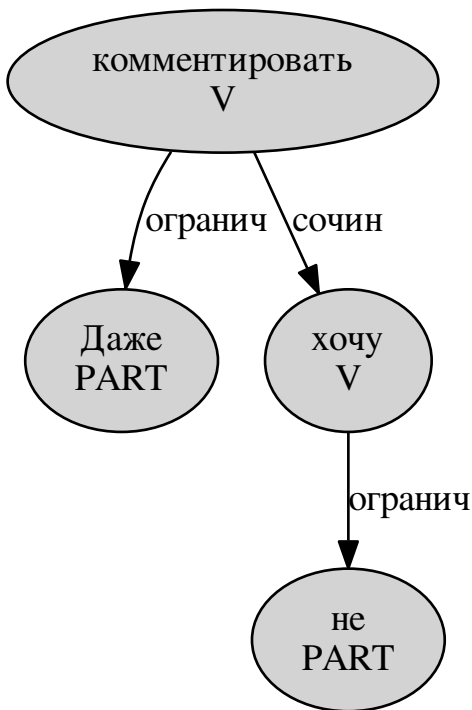 комментировать
V
огранич сочин
Даже
PART
хочу
V
огранич
не
PART